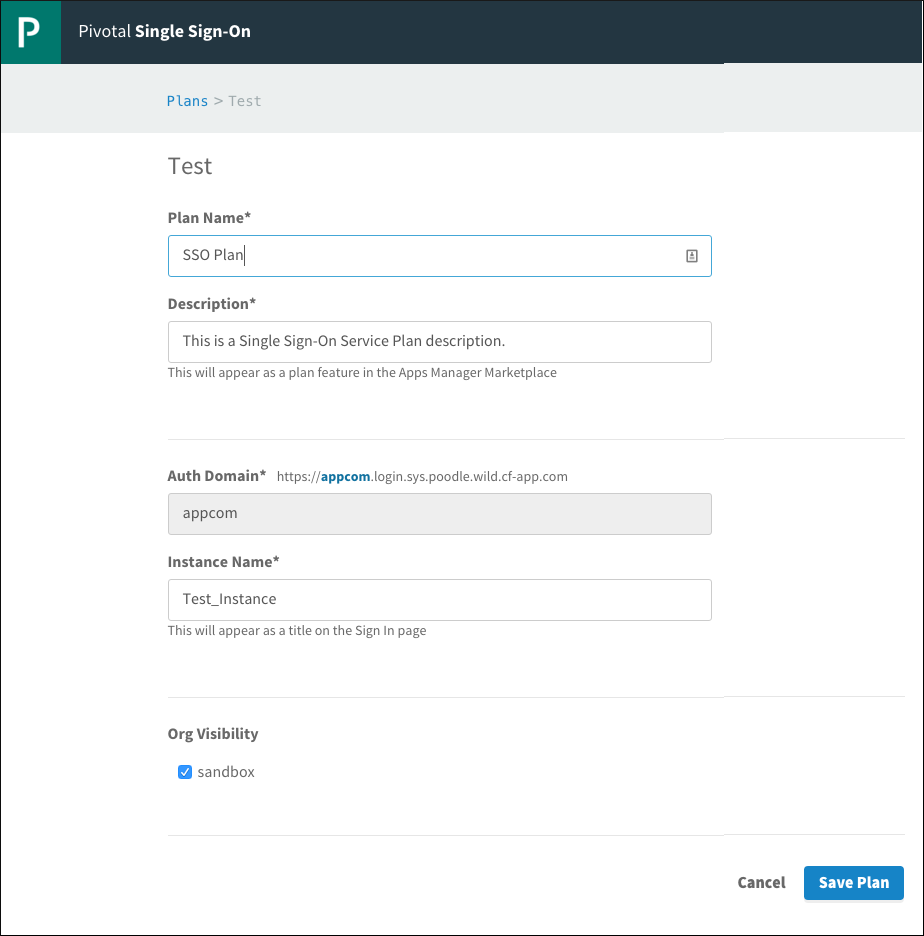 P
Pivotal Single Sign-On
Plans > Test
Test
Plan Name*
SSO Plan
Description*
This is a Single Sign-On Service Plan description.
This will appear as a plan feature in the Apps Manager Marketplace
Auth Domain* https://appcom.login.sys.poodle.wild.cf-app.com
appcom
Instance Name*
Test_Instance
This will appear as a title on the Sign In page
Org Visibility
sandbox
Cancel Save Plan